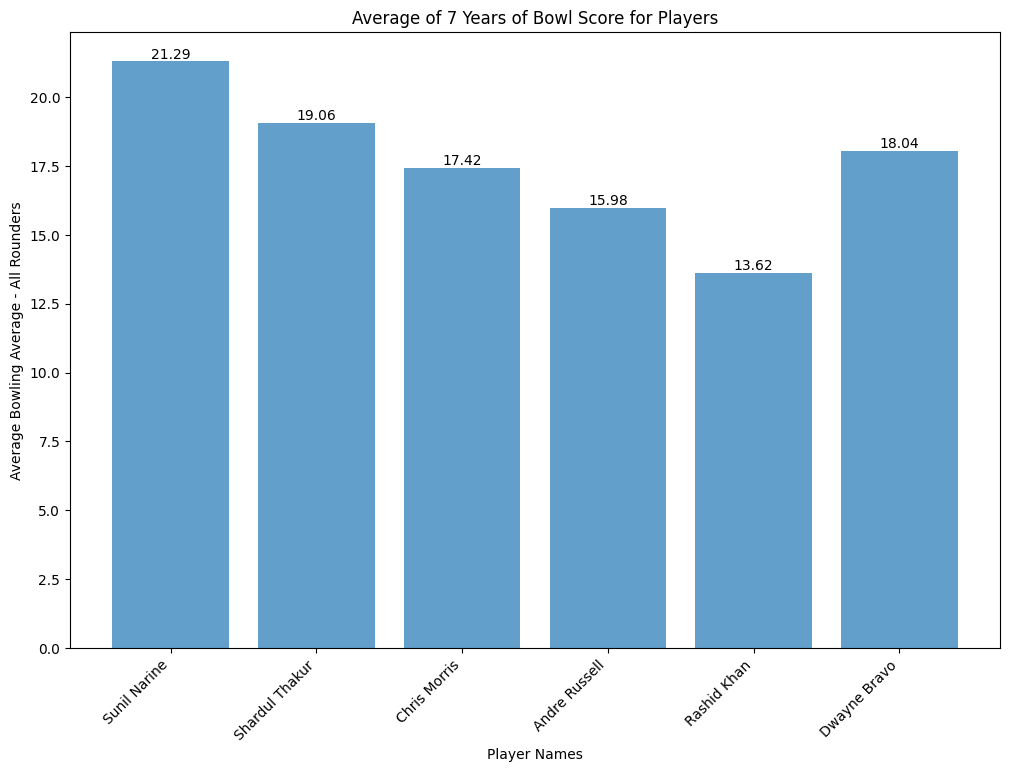 Average of 7 Years of Bowl Score for Players
Average Bowling Average - All Rounders
20.0
17.5
15.0
12.5
10.0
7.5
5.0
2.5
0.0
21.29
19.06
17.42
15.98
13.62
18.04
Sunil Narine
Shardul Thakur
Chris Morris
Andre Russell
Rashid Khan
Dwayne Bravo
Player Names